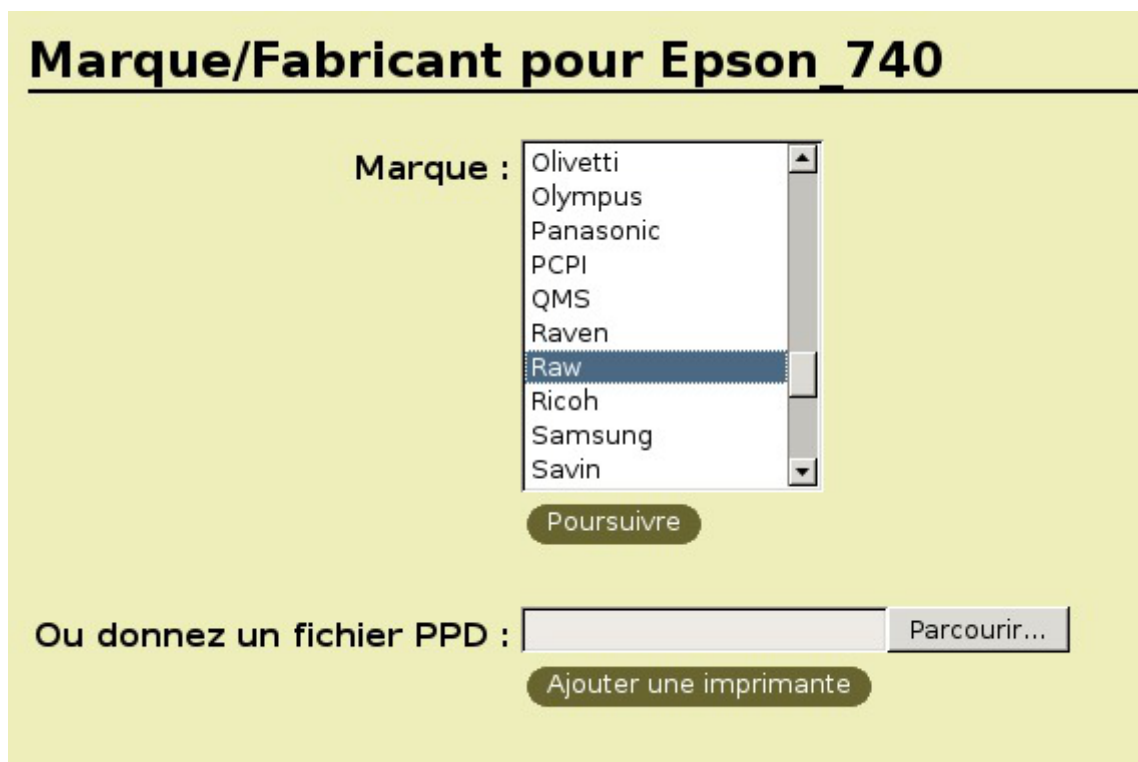 Marque/Fabricant pour Epson_740
Marque :
Olivetti
Olympus
Panasonic
PCPI
QMS
Raven
Raw
Ricoh
Samsung
Savin
Poursuivre
Ou donnez un fichier PPD :
Parcourir...
Ajouter une imprimante